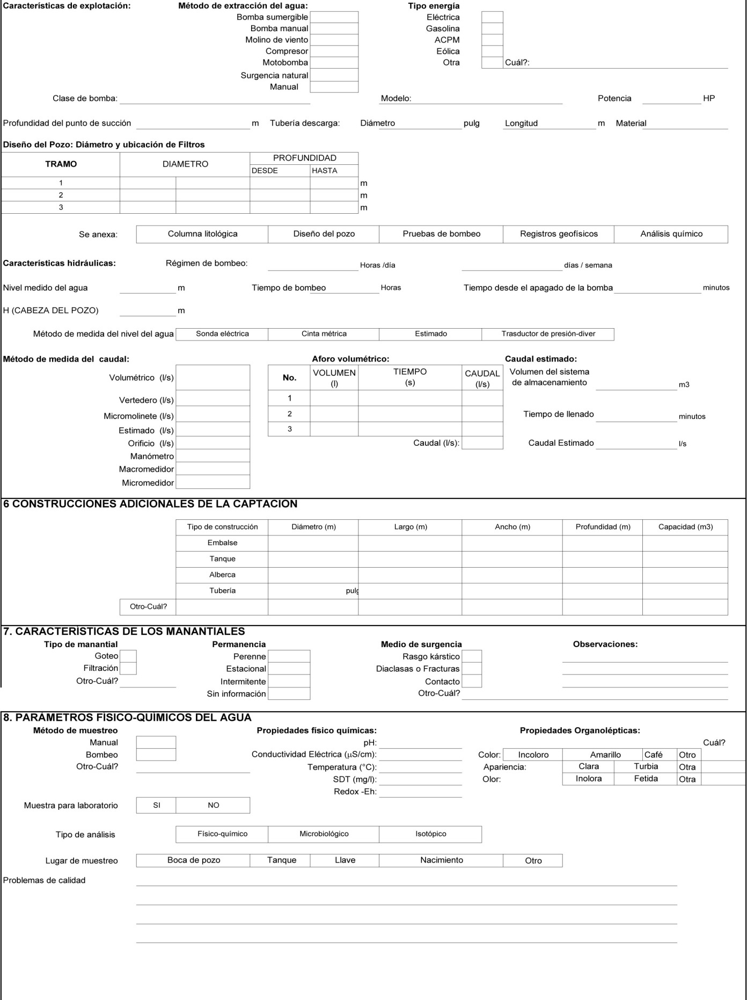 Características de explotación: Método de extracción del agua: Tipo energía
Bomba sumergible Eléctrica
Bomba manual Gasolina
Molino de viento ACPM
Compresor Eólica
Motobomba Otra Cuál?:
Surgencia natural
Manual
Clase de bomba: Modelo: Potencia HP
Profundidad del punto de succión m Tubería descarga: Diámetro pulg Longitud m Material
Diseño del Pozo: Diámetro y ubicación de Filtros
TRAMO DIAMETRO PROFUNDIDAD
DESDE HASTA
1 m
2 m
3 m
Se anexa: Columna litológica Diseño del pozo Pruebas de bombeo Registros geofísicos Análisis químico
Características hidráulicas: Régimen de bombeo: Horas /día días / semana
Nivel medido del agua m Tiempo de bombeo Horas Tiempo desde el apagado de la bomba minutos
H (CABEZA DEL POZO) m
Método de medida del nivel del agua Sonda eléctrica Cinta métrica Estimado Trasductor de presión-diver
Método de medida del caudal: Aforo volumétrico: Caudal estimado:
Volumétrico (l/s) No. VOLUMEN (l) TIEMPO (s) CAUDAL (l/s) Volumen del sistema de almacenamiento m3
Vertedero (l/s) 1
Micromolinete (l/s) 2 Tiempo de llenado minutos
Estimado (l/s) 3
Orificio (l/s) Caudal (l/s): Caudal Estimado l/s
Manómetro
Macromedidor
Micromedidor
6 CONSTRUCCIONES ADICIONALES DE LA CAPTACION
Tipo de construcción Diámetro (m) Largo (m) Ancho (m) Profundidad (m) Capacidad (m3)
Embalse
Tanque
Alberca
Tubería pulg
Otro-Cuál?
7. CARACTERÍSTICAS DE LOS MANANTIALES
Tipo de manantial Permanencia Medio de surgencia Observaciones:
Goteo Perenne Rasgo kárstico
Filtración Estacional Diaclasas o Fracturas
Otro-Cuál? Intermitente Contacto
Sin información Otro-Cuál?
8. PARÁMETROS FÍSICO-QUÍMICOS DEL AGUA
Método de muestreo Propiedades físico químicas: Propiedades Organolépticas:
Manual pH: Cuál?
Bombeo Conductividad Eléctrica (µS/cm): Color: Incoloro Amarillo Café Otro
Otro-Cuál? Temperatura (°C): Apariencia: Clara Turbia Otra
SDT (mg/l): Olor: Inolora Fetida Otra
Redox -Eh:
Muestra para laboratorio SI NO
Tipo de análisis Físico-químico Microbiológico Isotópico
Lugar de muestreo Boca de pozo Tanque Llave Nacimiento Otro
Problemas de calidad